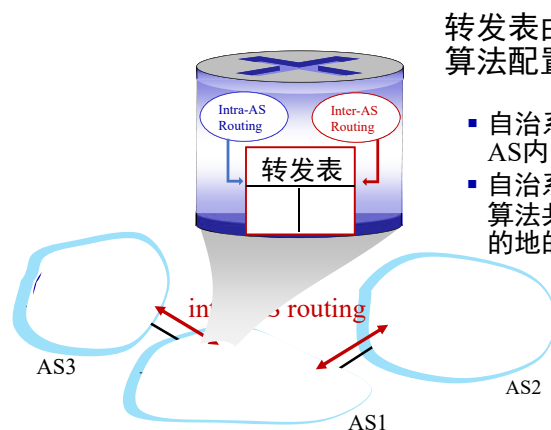 转发表由
算法配置
Intra-AS
Routing
Inter-AS
Routing
转发表
自治系
AS内
自治系
算法共
的地的
routing
AS3
AS2
AS1